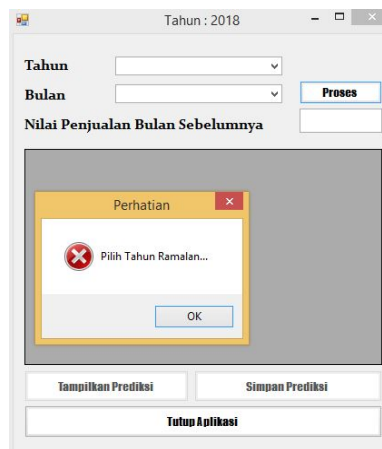 Tahun : 2018
Tahun
Bulan
Proses
Nilai Penjualan Bulan Sebelumnya
Perhatian
Pilih Tahun Ramalan...
OK
Tampilkan Prediksi
Simpan Prediksi
Tutup Aplikasi